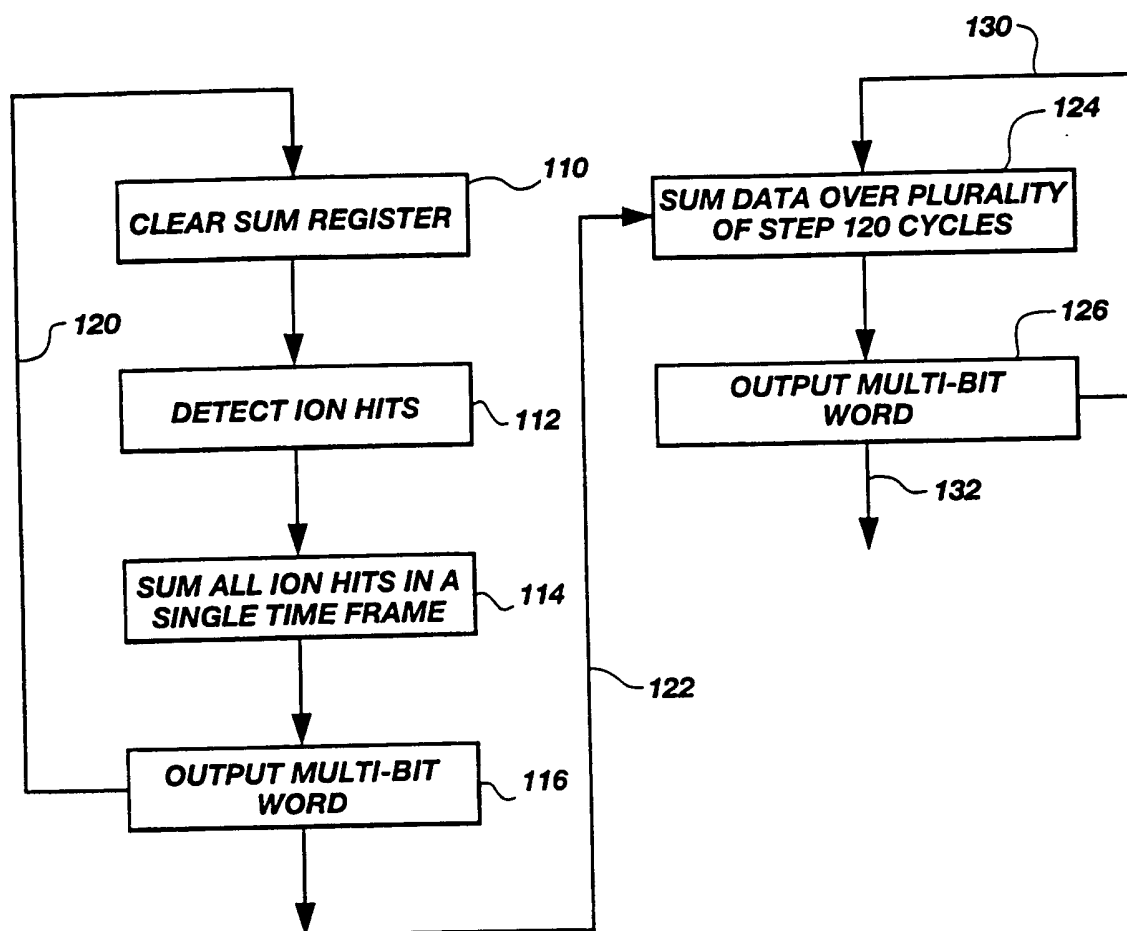 130
124
110
CLEAR SUM REGISTER
SUM DATA OVER PLURALITY
OF STEP 120 CYCLES
120
126
DETECT ION HITS
112
OUTPUT MULTI-BIT
WORD
132
SUM ALL ION HITS IN A
SINGLE TIME FRAME
114
122
OUTPUT MULTI-BIT
WORD
116